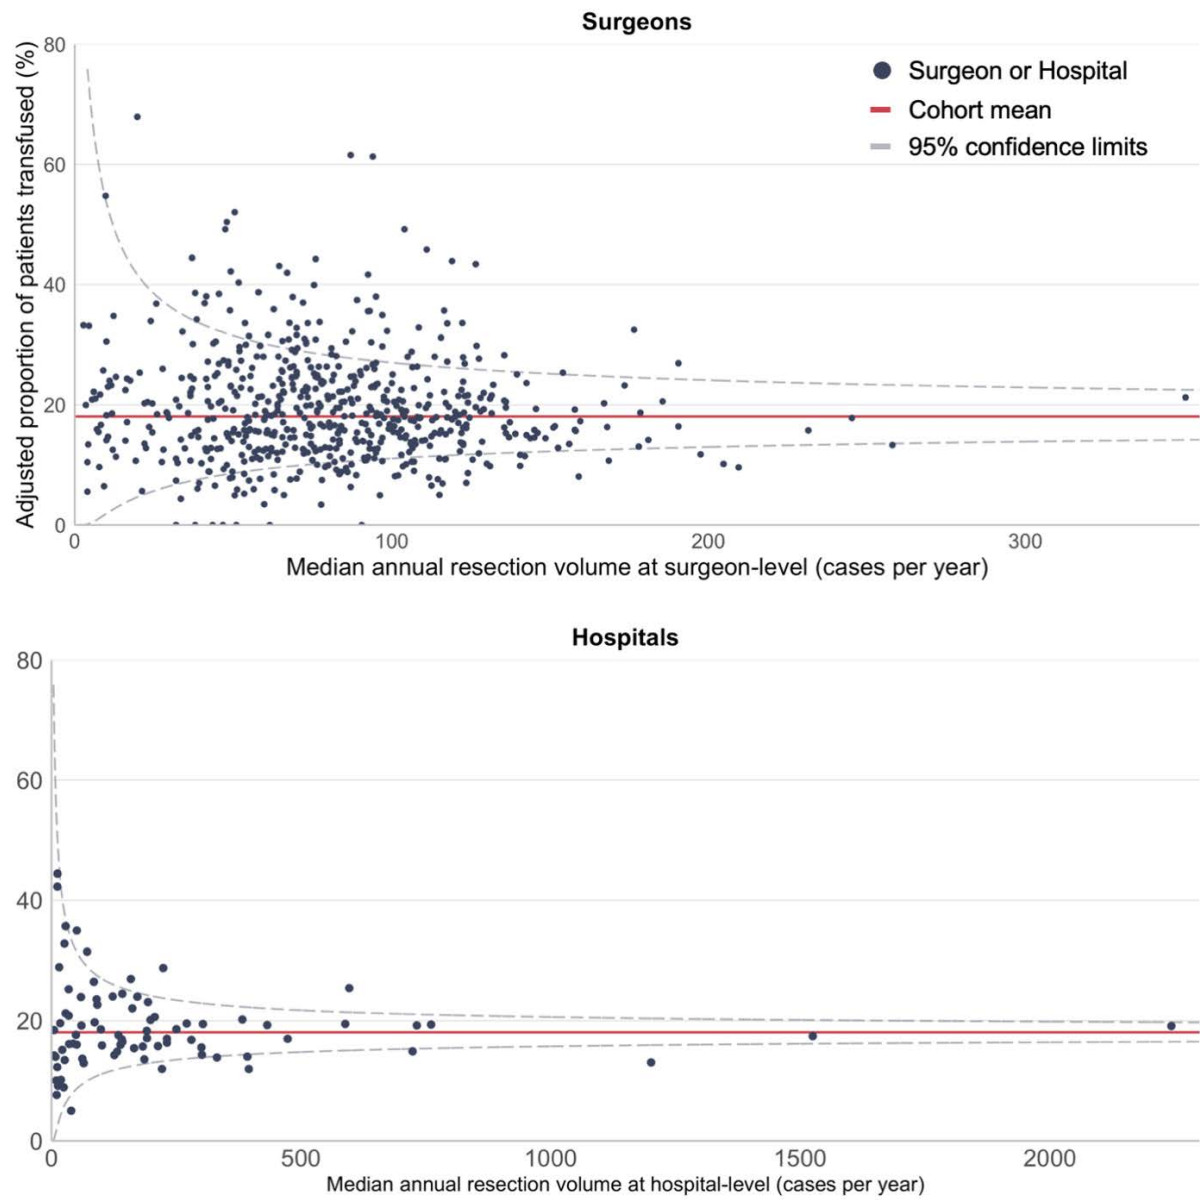 Surgeons
Adjusted proportion of patients transfused (%)
80
60
40
20
0
Surgeon or Hospital
Cohort mean
95% confidence limits
0 100 200 300
Median annual resection volume at surgeon-level (cases per year)
Hospitals
80
60
40
20
0
0 500 1000 1500 2000
Median annual resection volume at hospital-level (cases per year)